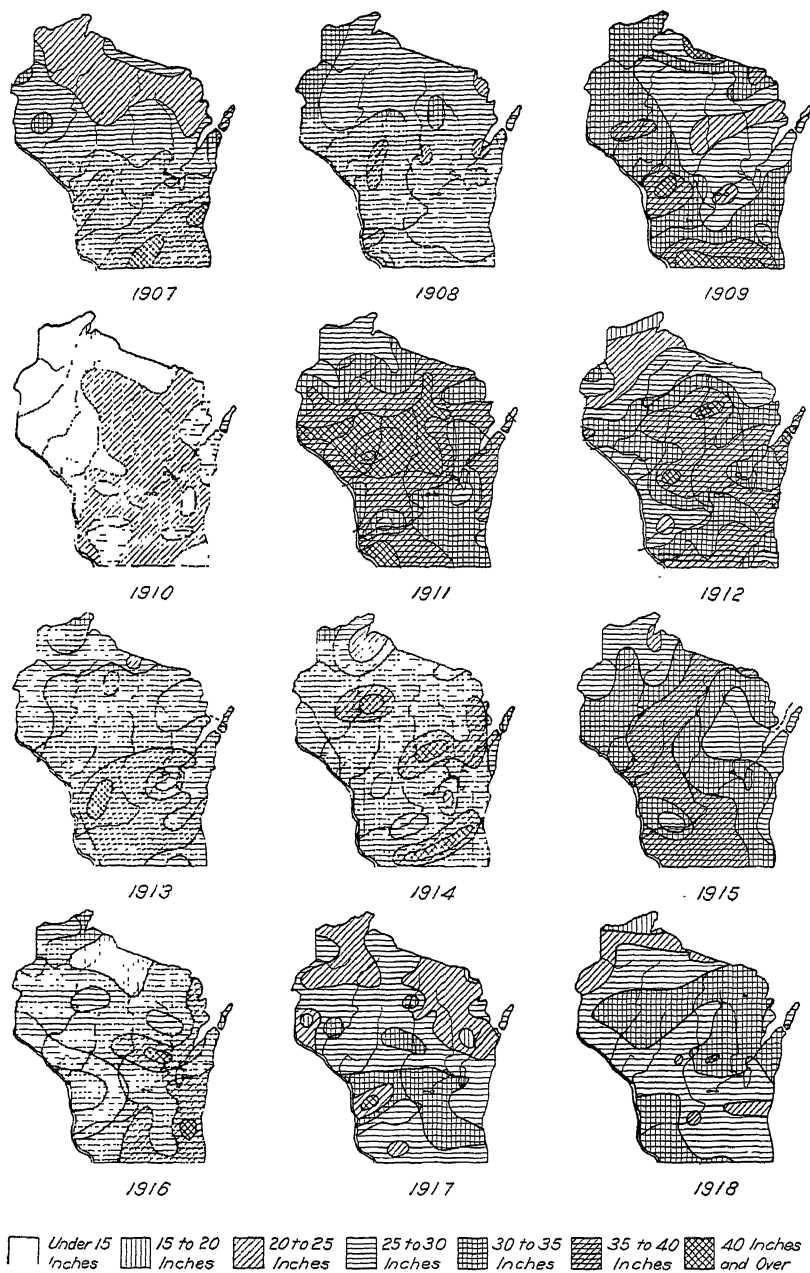 1907 1908 1909
1910 1911 1912
1913 1914 1915
1916 1917 1918
Under 15 15 to 20 20 to 25 25 to 30 30 to 35 35 to 40 40 Inches
Inches Inches Inches Inches Inches Inches and Over